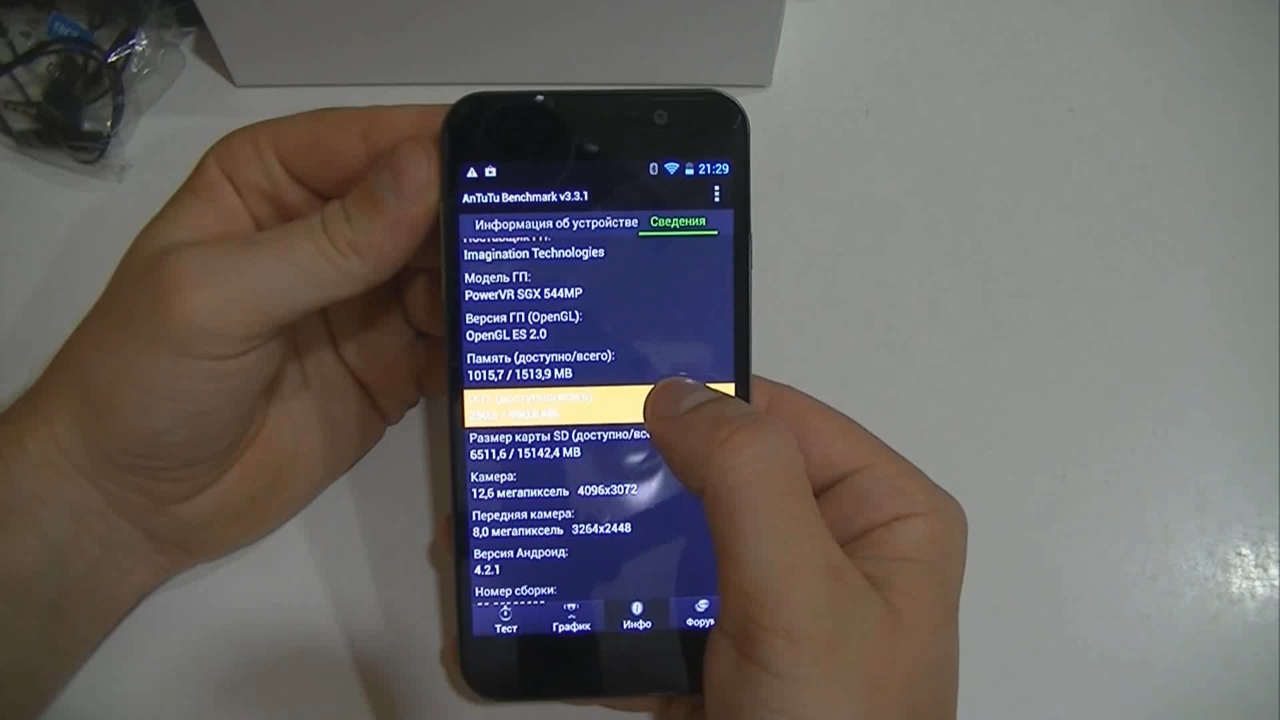 21:29
AnTuTu Benchmark v3.3.1
Информация об устройстве Сведения
Imagination Technologies
Модель ГП:
PowerVR SGX 544MP
Версия ГП (OpenGL):
OpenGL ES 2.0
Память (доступно/всего):
1015,7 / 1513,9 MB
Размер карты SD (доступно/
6511,6 / 15142,4 MB
Камера:
12,6 мегапиксель 4096x3072
Передняя камера:
8,0 мегапиксель 3264x2448
Версия Андроид:
4.2.1
Номер сборки:
Тест График Инфо Форум